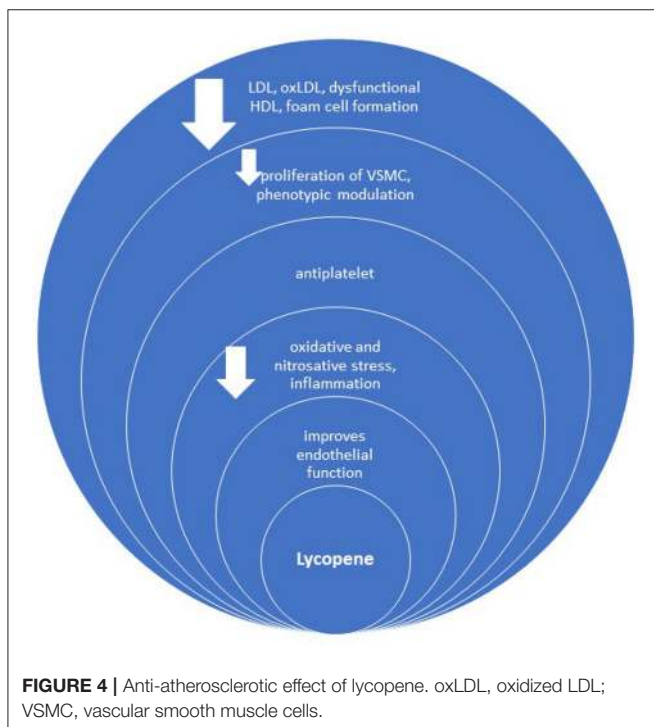 LDL, oxLDL, dysfunctional
HDL, foam cell formation
proliferation of VSMC,
phenotypic modulation
antiplatelet
oxidative and
nitrosative stress,
inflammation
improves
endothelial
function
Lycopene
FIGURE 4 | Anti-atherosclerotic effect of lycopene. oxLDL, oxidized LDL;
VSMC, vascular smooth muscle cells.